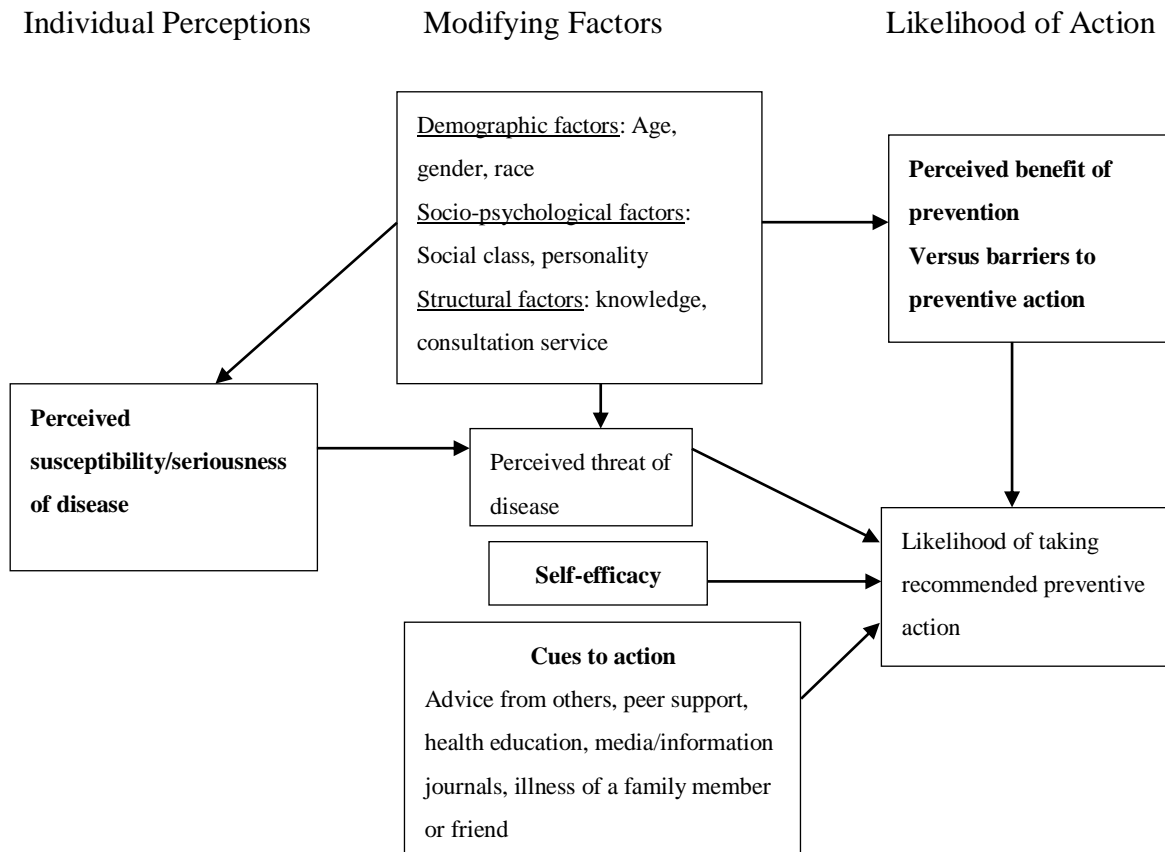 Individual Perceptions
Modifying Factors
Likelihood of Action
Demographic factors: Age,
gender, race
Socio-psychological factors:
Social class, personality
Structural factors: knowledge,
consultation service
Perceived benefit of
prevention
Versus barriers to
preventive action
Perceived
susceptibility/seriousness
of disease
Perceived threat of
disease
Self-efficacy
Likelihood of taking
recommended preventive
action
Cues to action
Advice from others, peer support,
health education, media/information
journals, illness of a family member
or friend